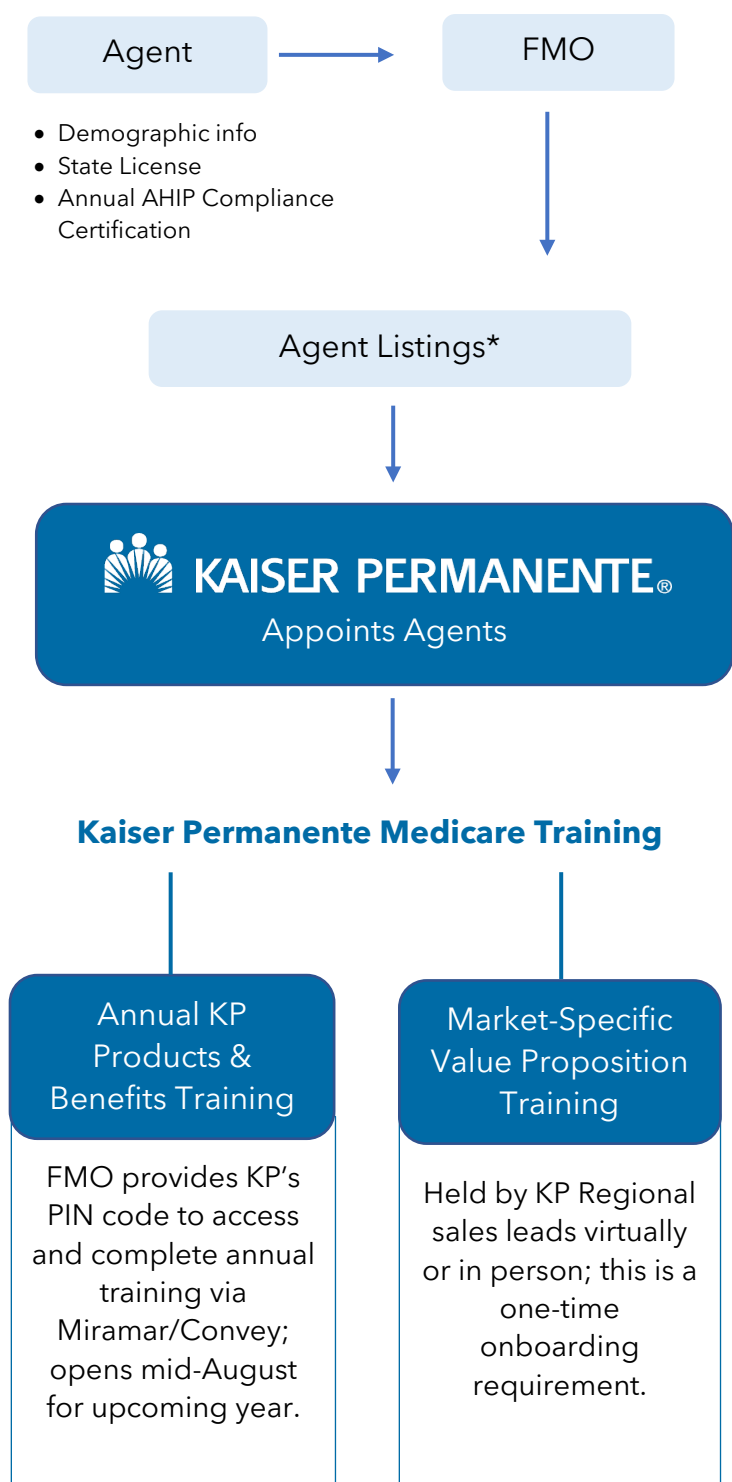 Agent
FMO
• Demographic info
• State License
• Annual AHIP Compliance
Certification
Agent Listings*
KAISER PERMANENTE®
Appoints Agents
Kaiser Permanente Medicare Training
Annual KP
Products &
Benefits Training
FMO provides KP’s
PIN code to access
and complete annual
training via
Miramar/Convey;
opens mid-August
for upcoming year.
Market-Specific
Value Proposition
Training
Held by KP Regional
sales leads virtually
or in person; this is a
one-time
onboarding
requirement.